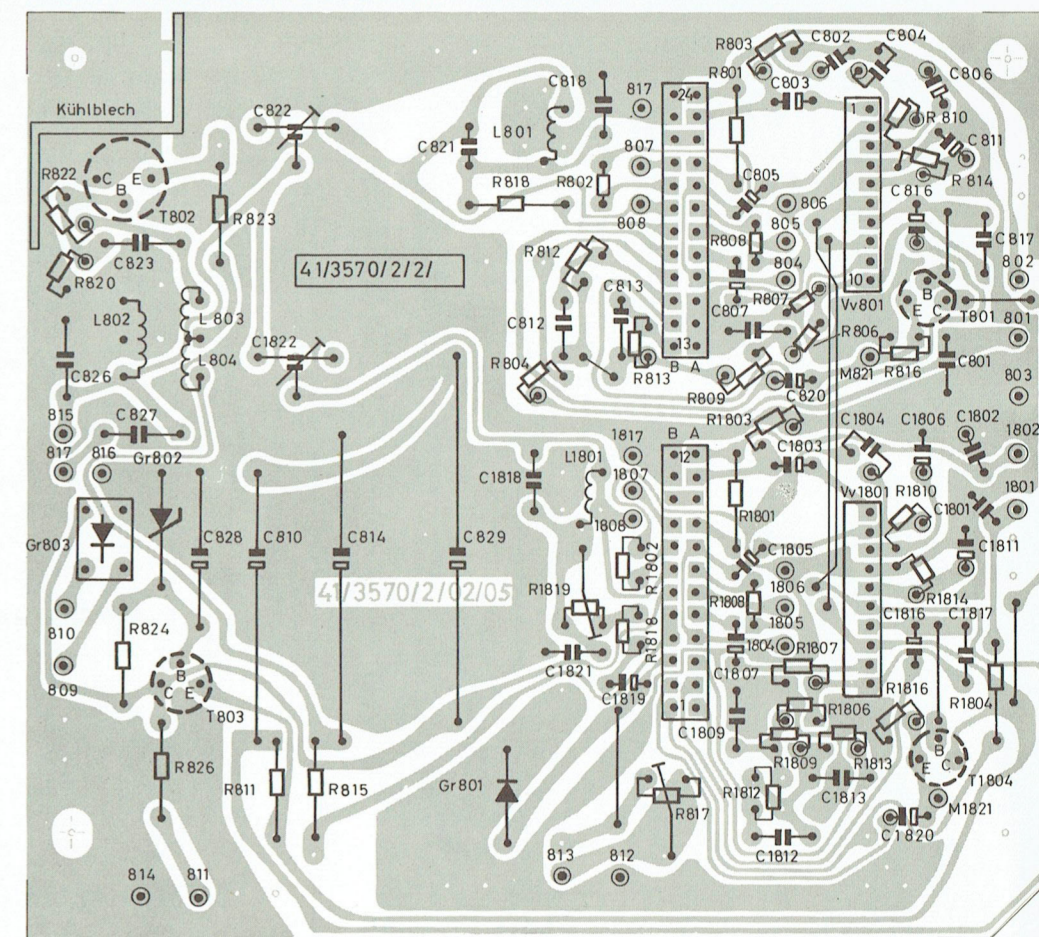 R803
C802
C804
C818
817
24
R801
C803
C806
Kühlblech
C822
L801
1
R810
C821
807
C811
R822
C
B
E
R818
R802
C805
C816
R814
T802
R823
808
806
C823
805
R808
C817
R820
R812
41/3570/2/2/
804
802
C813
R807
10
B
L802
L803
C812
C807
Vv801
E
C
T801
C1822
R806
801
L804
R804
13
C826
R813
B
A
R809
M821
R816
C801
C820
803
815
C827
R1803
C1804
C1806
C1802
817
816
Gr802
1817
B
A
1802
L1801
12
C1803
C1818
1807
Vv1801
R1810
C1801
1801
1808
R1801
Gr803
C828
C810
C814
C829
R1802
C1805
C1811
41/3570/2/02/05
R1819
1806
R1814
810
R1808
C1816
C1817
R824
R1818
1805
1804
R1807
809
B
C
E
C1821
C1807
R1804
T803
C1819
1
R1816
R1806
C1809
R826
R811
R815
Gr801
R1809
R1813
B
E
C
T1804
R817
R1812
C1813
M1821
C1820
C1812
814
811
813
812